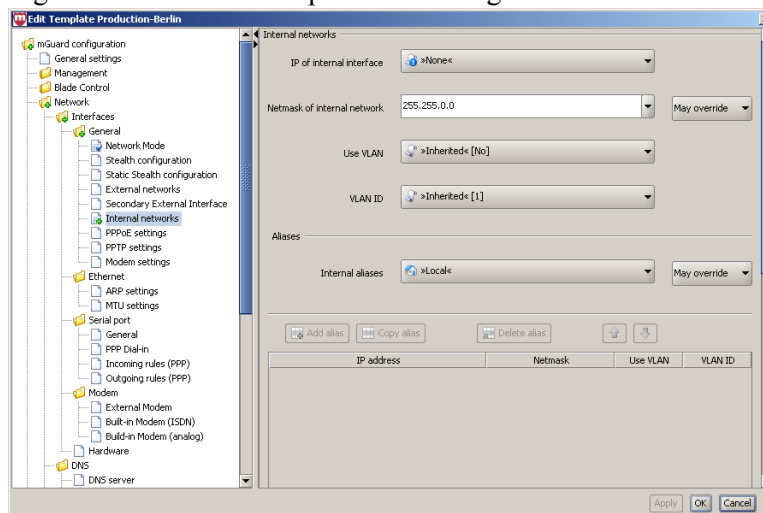 Edit Template Production-Berlin
mGuard configuration
General settings
Management
Blade Control
Network
Interfaces
General
Network Mode
Stealth configuration
Static Stealth configuration
External networks
Secondary External Interface
Internal networks
PPPoE settings
PPTP settings
Modem settings
Ethernet
ARP settings
MTU settings
Serial port
General
PPP Dial-in
Incoming rules (PPP)
Outgoing rules (PPP)
Modem
External Modem
Built-in Modem (ISDN)
Build-in Modem (analog)
Hardware
DNS
DNS server
Internal networks
IP of internal interface »None«
Netmask of internal network 255.255.0.0 May override
Use VLAN »Inherited« [No]
VLAN ID »Inherited« [1]
Aliases
Internal aliases »Local« May override
Add alias Copy alias Delete alias
IP address Netmask Use VLAN VLAN ID
Apply OK Cancel